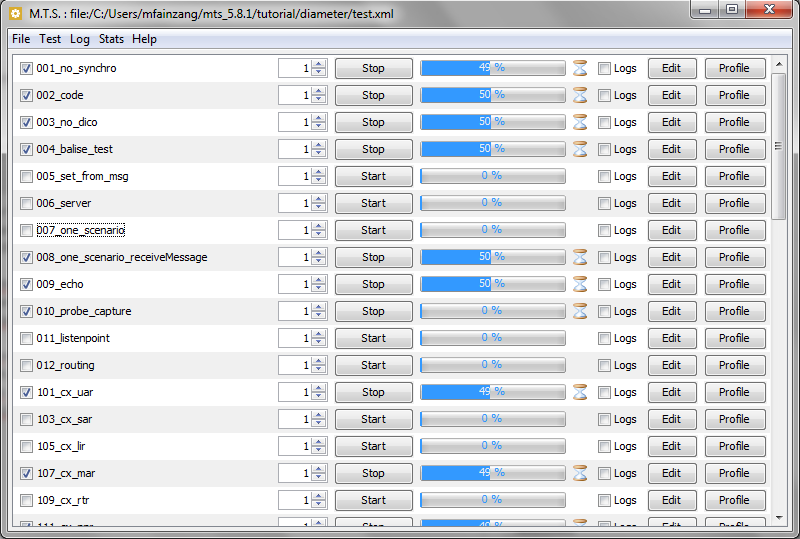 M.T.S. : file:/C:/Users/mfainzang/mts_5.8.1/tutorial/diameter/test.xml
File Test Log Stats Help
001_no_synchro 1 Stop 49 % Logs Edit Profile
002_code 1 Stop 50 % Logs Edit Profile
003_no_dico 1 Stop 50 % Logs Edit Profile
004_balise_test 1 Stop 50 % Logs Edit Profile
005_set_from_msg 1 Start 0 % Logs Edit Profile
006_server 1 Start 0 % Logs Edit Profile
007_one_scenario 1 Start 0 % Logs Edit Profile
008_one_scenario_receiveMessage 1 Stop 50 % Logs Edit Profile
009_echo 1 Stop 50 % Logs Edit Profile
010_probe_capture 1 Stop 0 % Logs Edit Profile
011_listenpoint 1 Start 0 % Logs Edit Profile
012_routing 1 Start 0 % Logs Edit Profile
101_cx_uar 1 Stop 49 % Logs Edit Profile
103_cx_sar 1 Start 0 % Logs Edit Profile
105_cx_lir 1 Start 0 % Logs Edit Profile
107_cx_mar 1 Stop 49 % Logs Edit Profile
109_cx_rtr 1 Start 0 % Logs Edit Profile